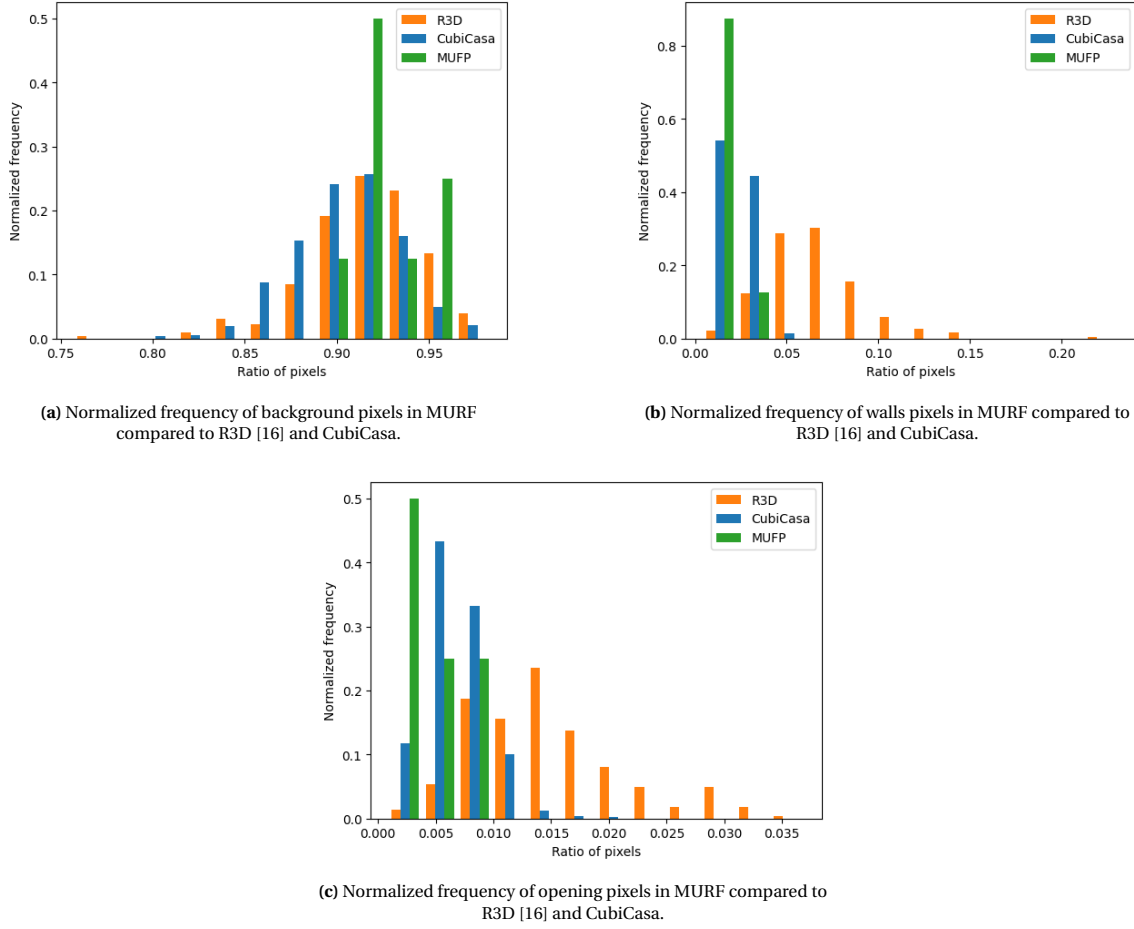 0.5
0.4
0.3
0.2
0.1
0.0
Normalized frequency
0.75 0.80 0.85 0.90 0.95
Ratio of pixels
R3D
CubiCasa
MUFP
(a) Normalized frequency of background pixels in MURF
compared to R3D [16] and CubiCasa.
0.8
0.6
0.4
0.2
0.0
Normalized frequency
0.00 0.05 0.10 0.15 0.20
Ratio of pixels
R3D
CubiCasa
MUFP
(b) Normalized frequency of walls pixels in MURF compared to
R3D [16] and CubiCasa.
0.5
0.4
0.3
0.2
0.1
0.0
Normalized frequency
0.000 0.005 0.010 0.015 0.020 0.025 0.030 0.035
Ratio of pixels
R3D
CubiCasa
MUFP
(c) Normalized frequency of opening pixels in MURF compared to
R3D [16] and CubiCasa.